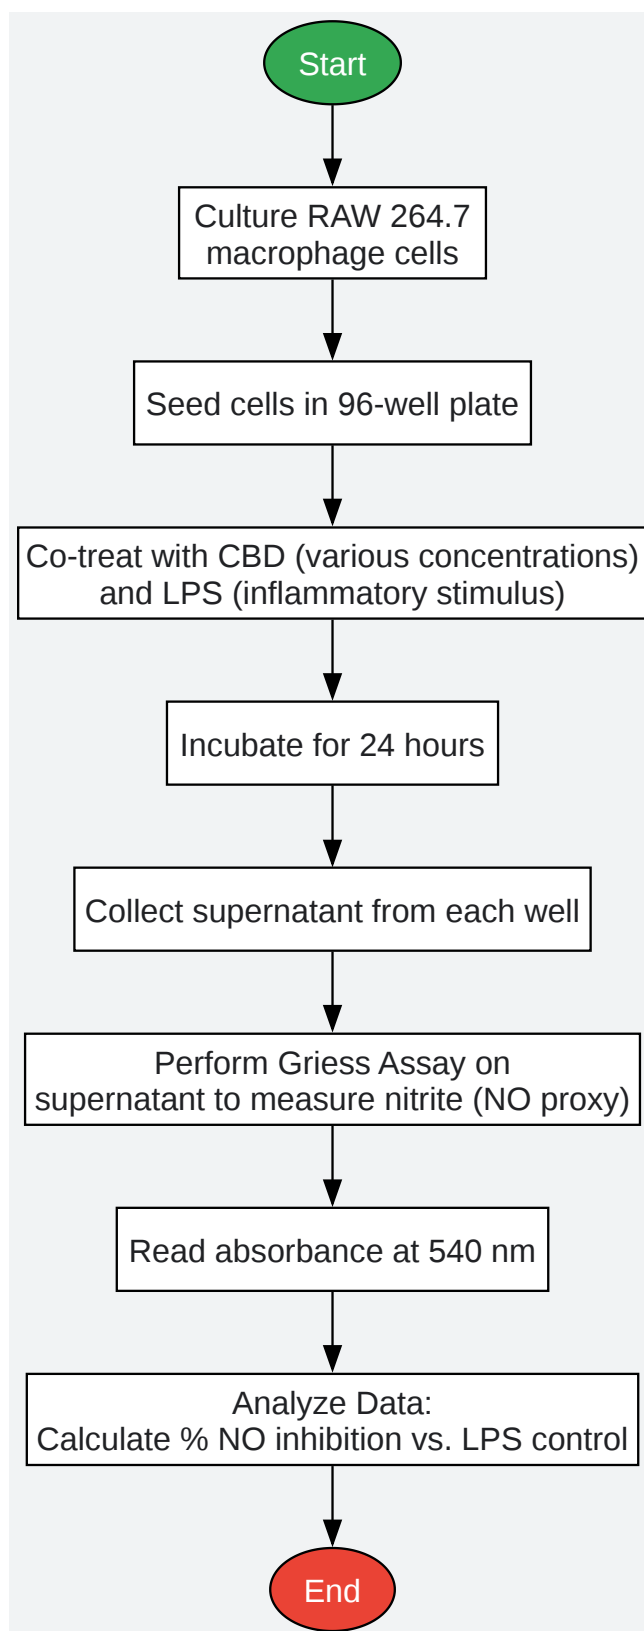 Start
Culture RAW 264.7
macrophage cells
Seed cells in 96-well plate
Co-treat with CBD (various concentrations)
and LPS (inflammatory stimulus)
Incubate for 24 hours
Collect supernatant from each well
Perform Griess Assay on
supernatant to measure nitrite (NO proxy)
Read absorbance at 540 nm
Analyze Data:
Calculate % NO inhibition vs. LPS control
End